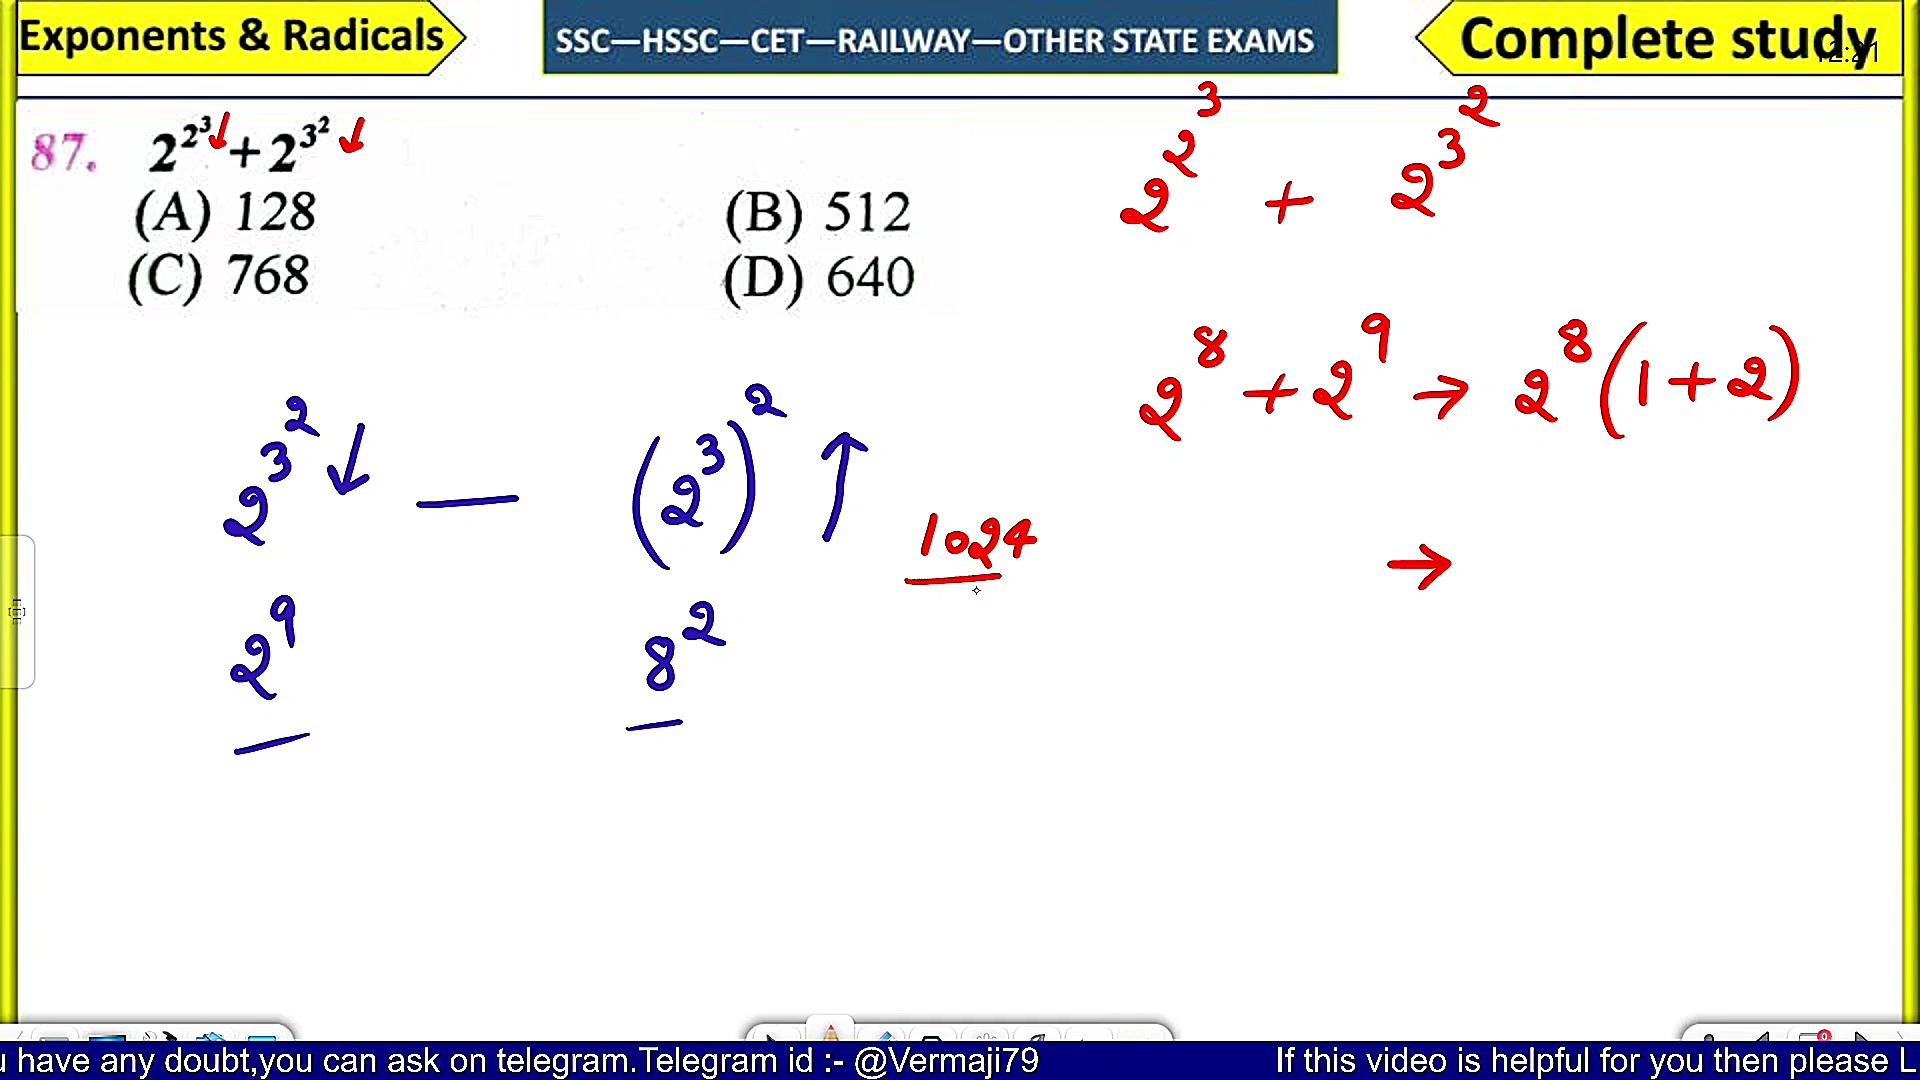 Exponents & Radicals
SSC—HSSC—CET—RAILWAY—OTHER STATE EXAMS
Complete study
12:21
87. 2^2^3 ↓ + 2^3^2 ↓
(A) 128
(B) 512
(C) 768
(D) 640
2^2^3 + 2^3^2
2^8 + 2^9 → 2^8 (1 + 2)
2^3^2 ↓ — (2^3)^2 ↑
1024
→
2^9
8^2
u have any doubt,you can ask on telegram.Telegram id :- @Vermaji79
If this video is helpful for you then please L